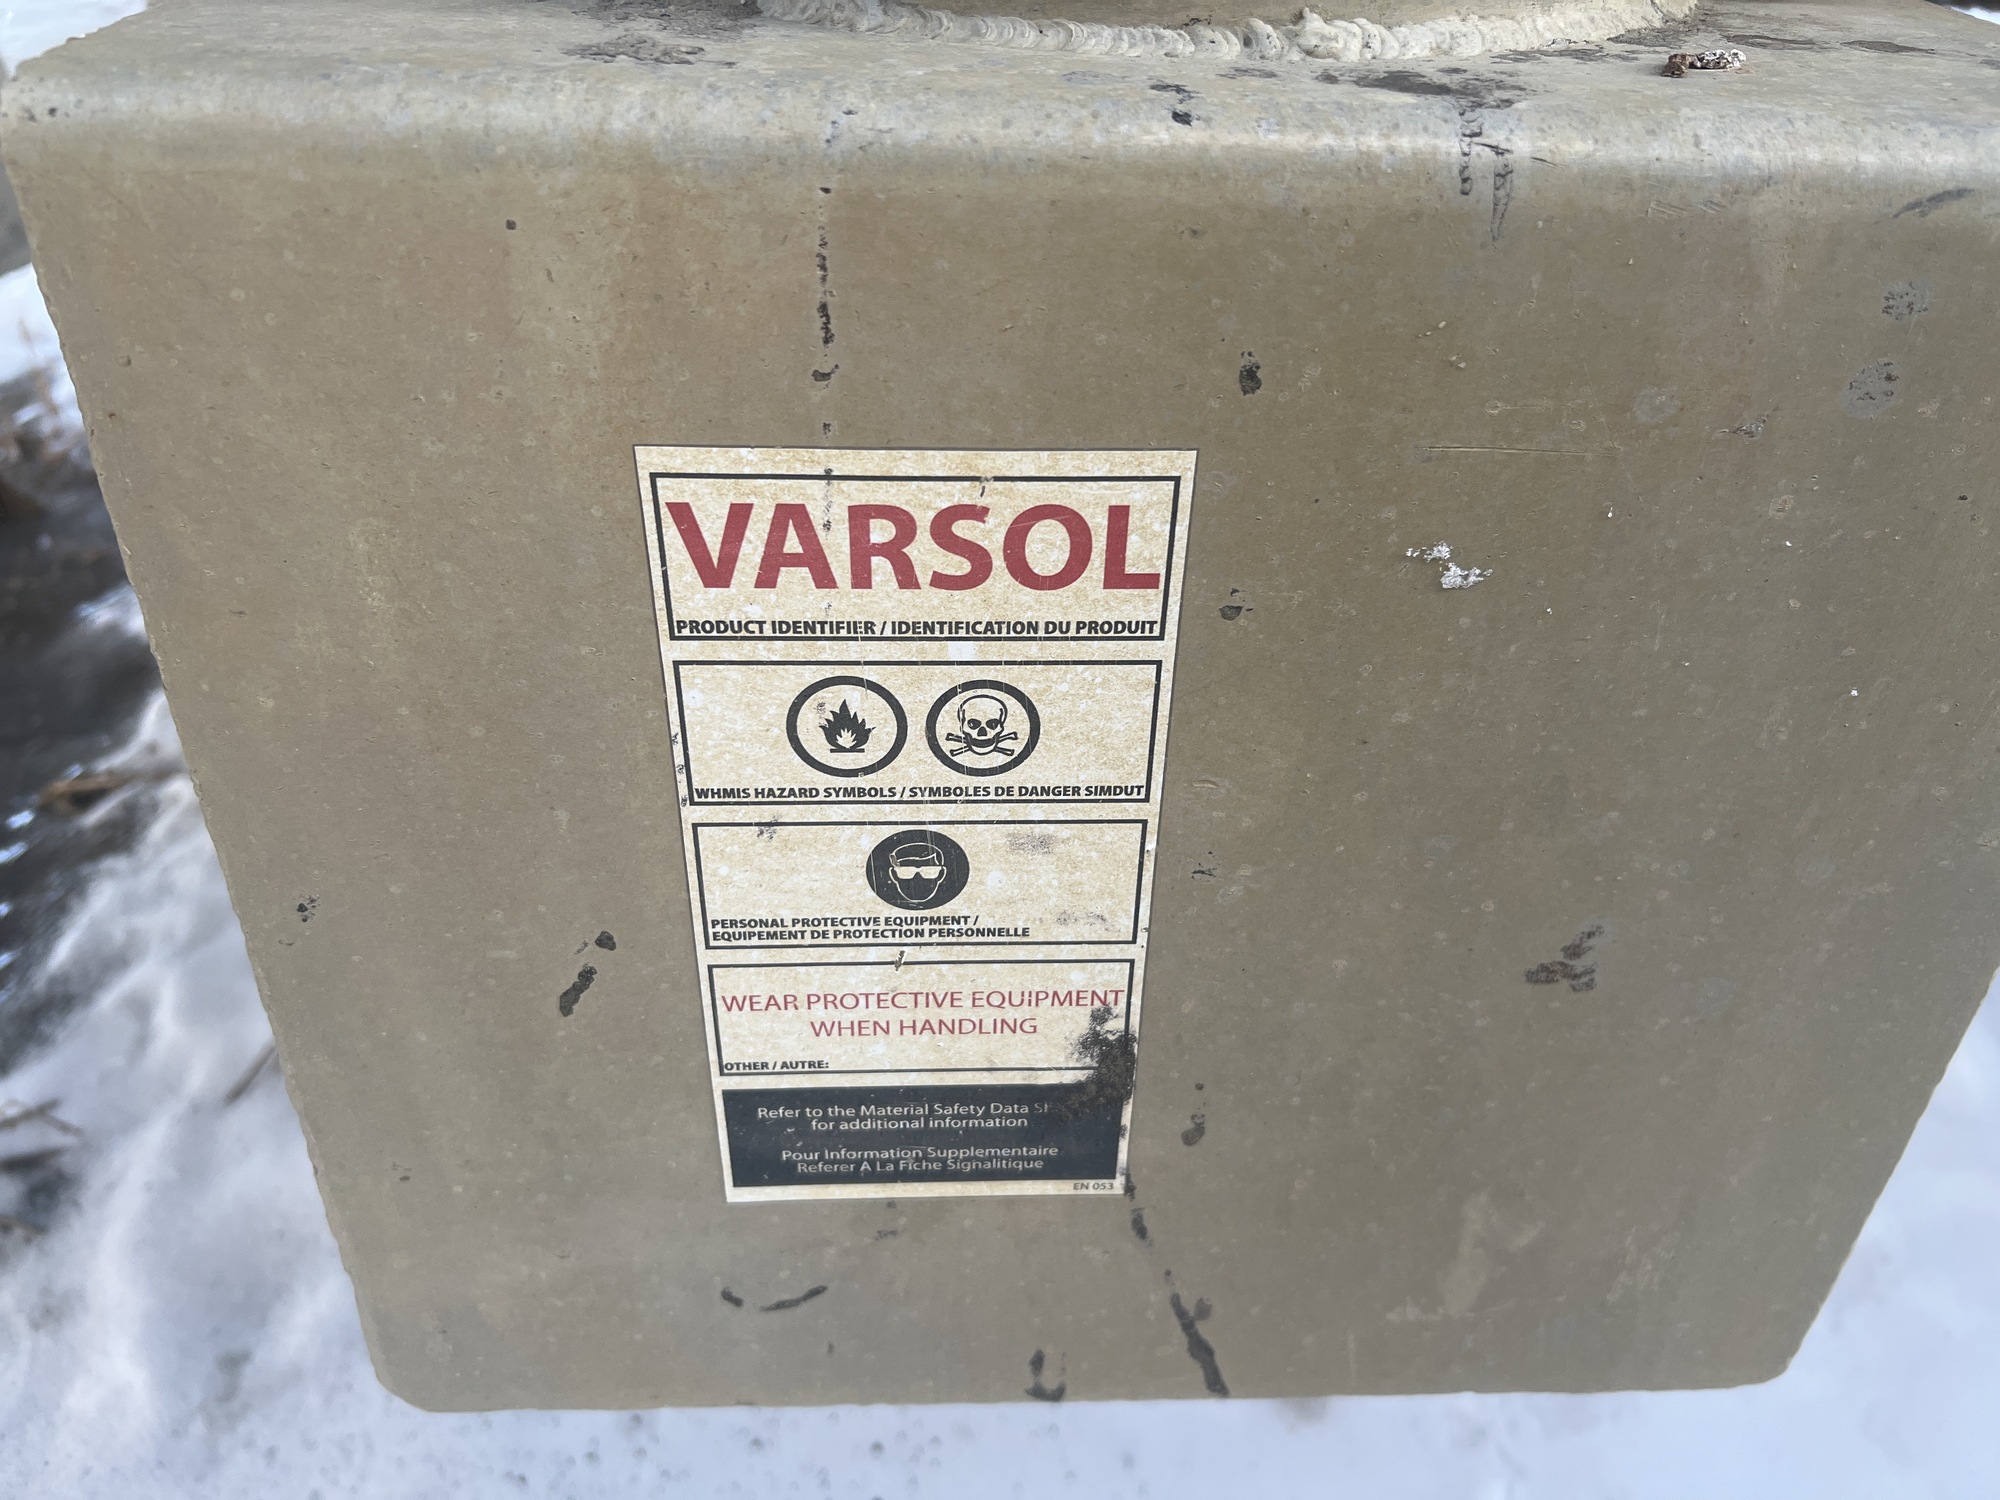 VARSOL
PRODUCT IDENTIFIER / IDENTIFICATION DU PRODUIT
WHMIS HAZARD SYMBOLS / SYMBOLES DE DANGER SIMDUT
PERSONAL PROTECTIVE EQUIPMENT /
EQUIPEMENT DE PROTECTION PERSONNELLE
WEAR PROTECTIVE EQUIPMENT
WHEN HANDLING
OTHER / AUTRE:
Refer to the Material Safety Data
for additional information
Pour Information Supplementaire
Referer A La Fiche Signalitique
EN 053